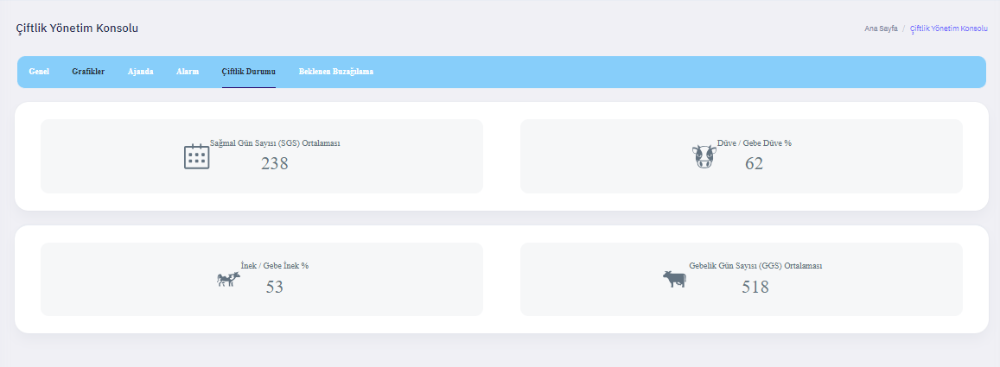 Çiftlik Yönetim Konsolu
Ana Sayfa / Çiftlik Yönetim Konsolu
Genel Grafikler Ajanda Alarm Çiftlik Durumu Beklenen Buzağılama
Sağmal Gün Sayısı (SGS) Ortalaması
238
Düve / Gebe Düve %
62
İnek / Gebe İnek %
53
Gebelik Gün Sayısı (GGS) Ortalaması
518